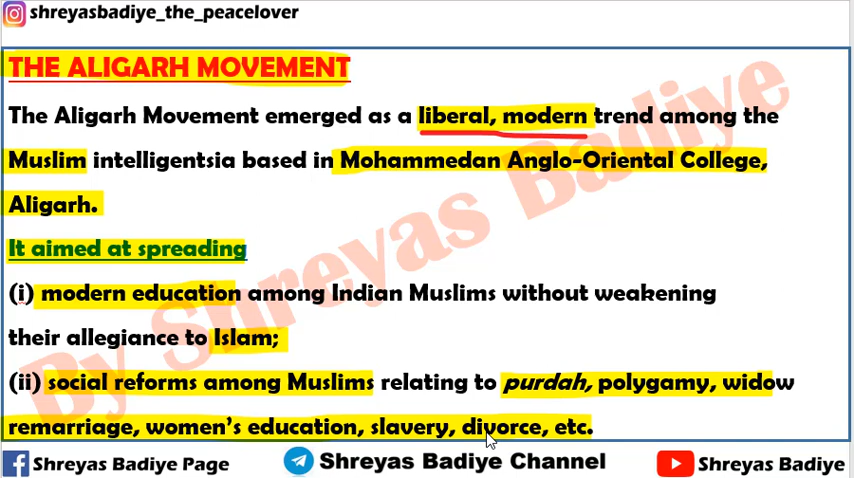 shreyasbadiye_the_peacelover
THE ALIGARH MOVEMENT
The Aligarh Movement emerged as a liberal, modern trend among the
Muslim intelligentsia based in Mohammedan Anglo-Oriental College,
Aligarh.
It aimed at spreading
(i) modern education among Indian Muslims without weakening
their allegiance to Islam;
(ii) social reforms among Muslims relating to purdah, polygamy, widow
remarriage, women's education, slavery, divorce, etc.
By Shreyas Badiye
Shreyas Badiye Page Shreyas Badiye Channel Shreyas Badiye